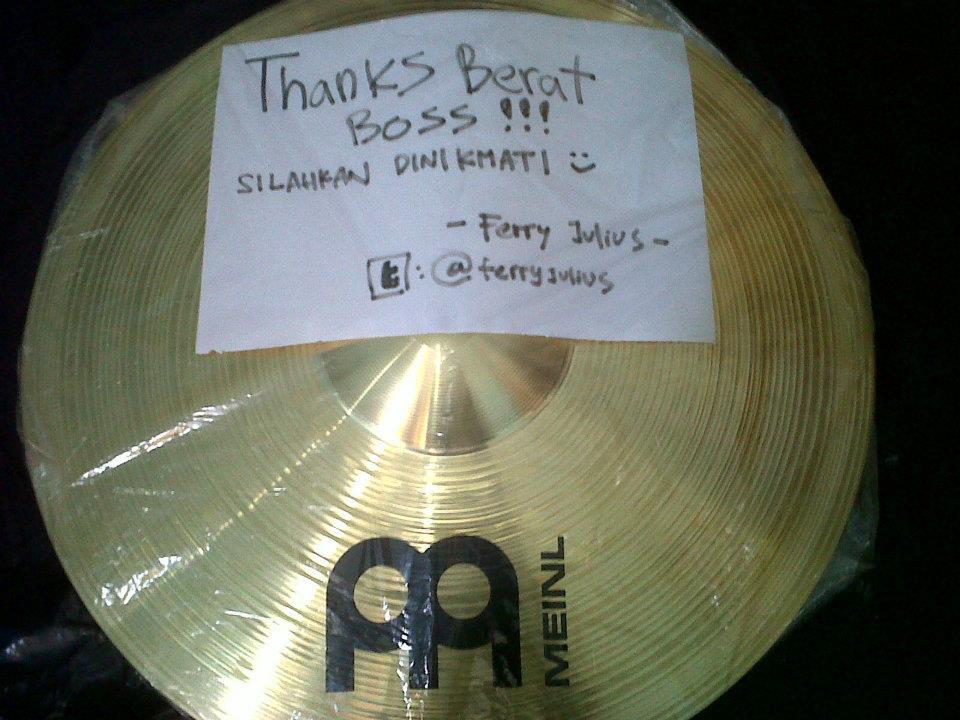 Thanks Berat
BOSS !!!
SILAHKAN DINIKMATI :)
- Ferry Julius -
t : @ferryjulius
MEINL